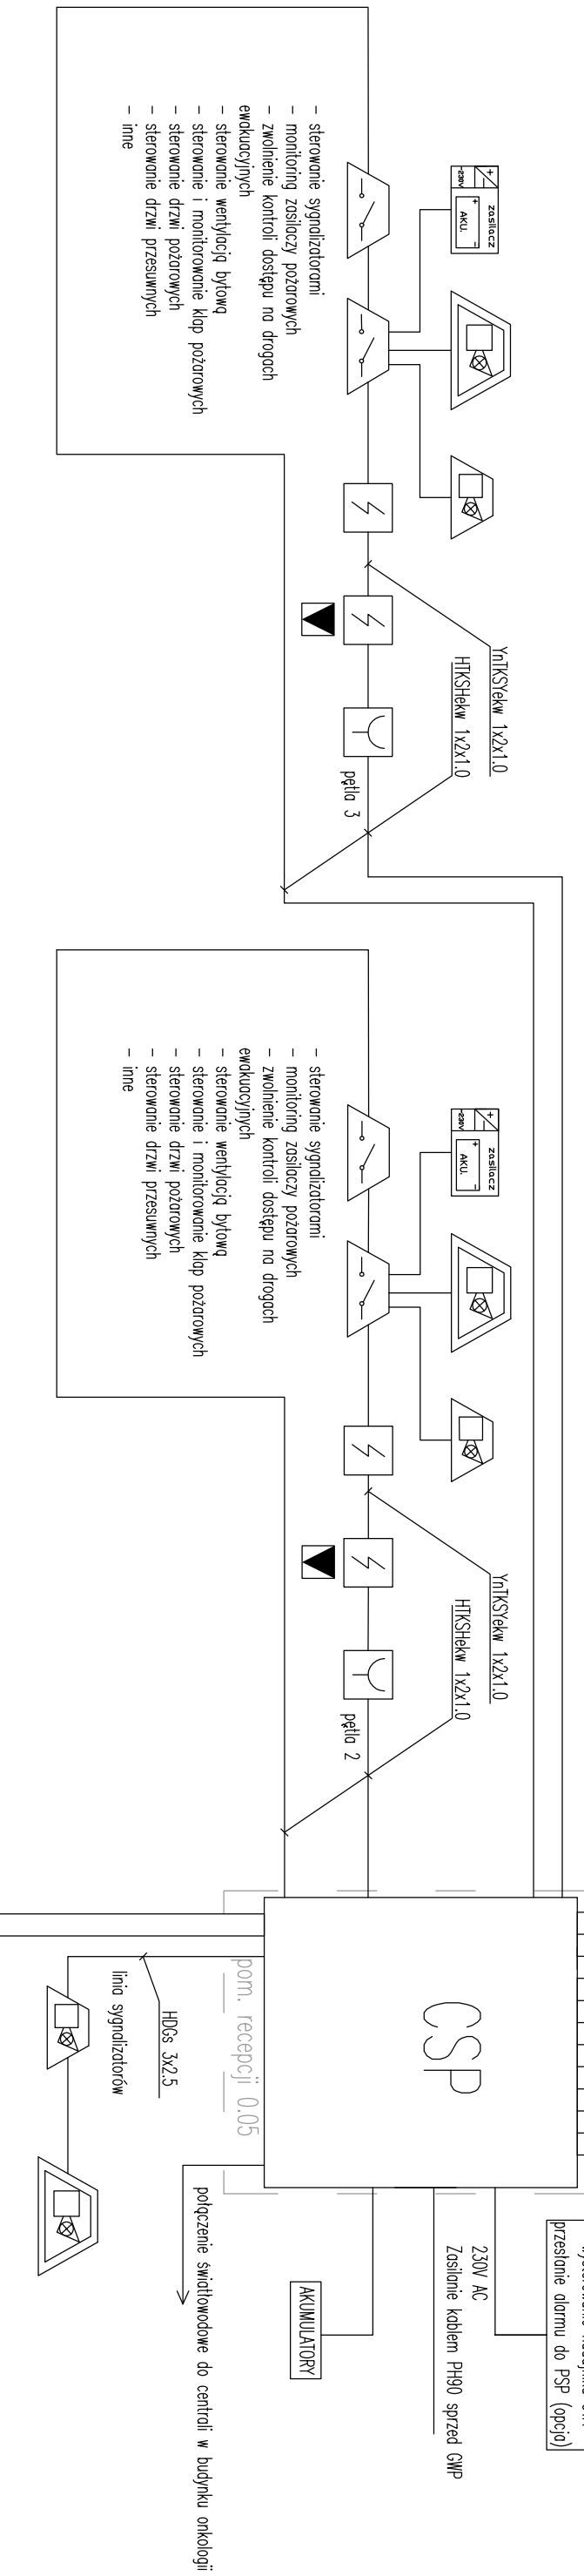 zasilacz
+
–
~230V
+ –
AKU.
- sterowanie sygnalizatorami
- monitoring zasilaczy pożarowych
- zwolnienie kontroli dostępu na drogach
ewakuacyjnych
- sterowanie wentylacją bytową
- sterowanie i monitorowanie klap pożarowych
- sterowanie drzwi pożarowych
- sterowanie drzwi przesuwnych
- inne
YnTKSYekw 1x2x1.0
HTKSHekw 1x2x1.0
pętla 3
zasilacz
+
–
~230V
+ –
AKU.
- sterowanie sygnalizatorami
- monitoring zasilaczy pożarowych
- zwolnienie kontroli dostępu na drogach
ewakuacyjnych
- sterowanie wentylacją bytową
- sterowanie i monitorowanie klap pożarowych
- sterowanie drzwi pożarowych
- sterowanie drzwi przesuwnych
- inne
YnTKSYekw 1x2x1.0
HTKSHekw 1x2x1.0
pętla 2
CSP
pom. recepcji 0.05
HDGs 3x2.5
linia sygnalizatorów
przesłanie alarmu do PSP (opcja)
230V AC
Zasilanie kablem PH90 sprzed GWP
AKUMULATORY
połączenie światłowodowe do centrali w budynku onkologii